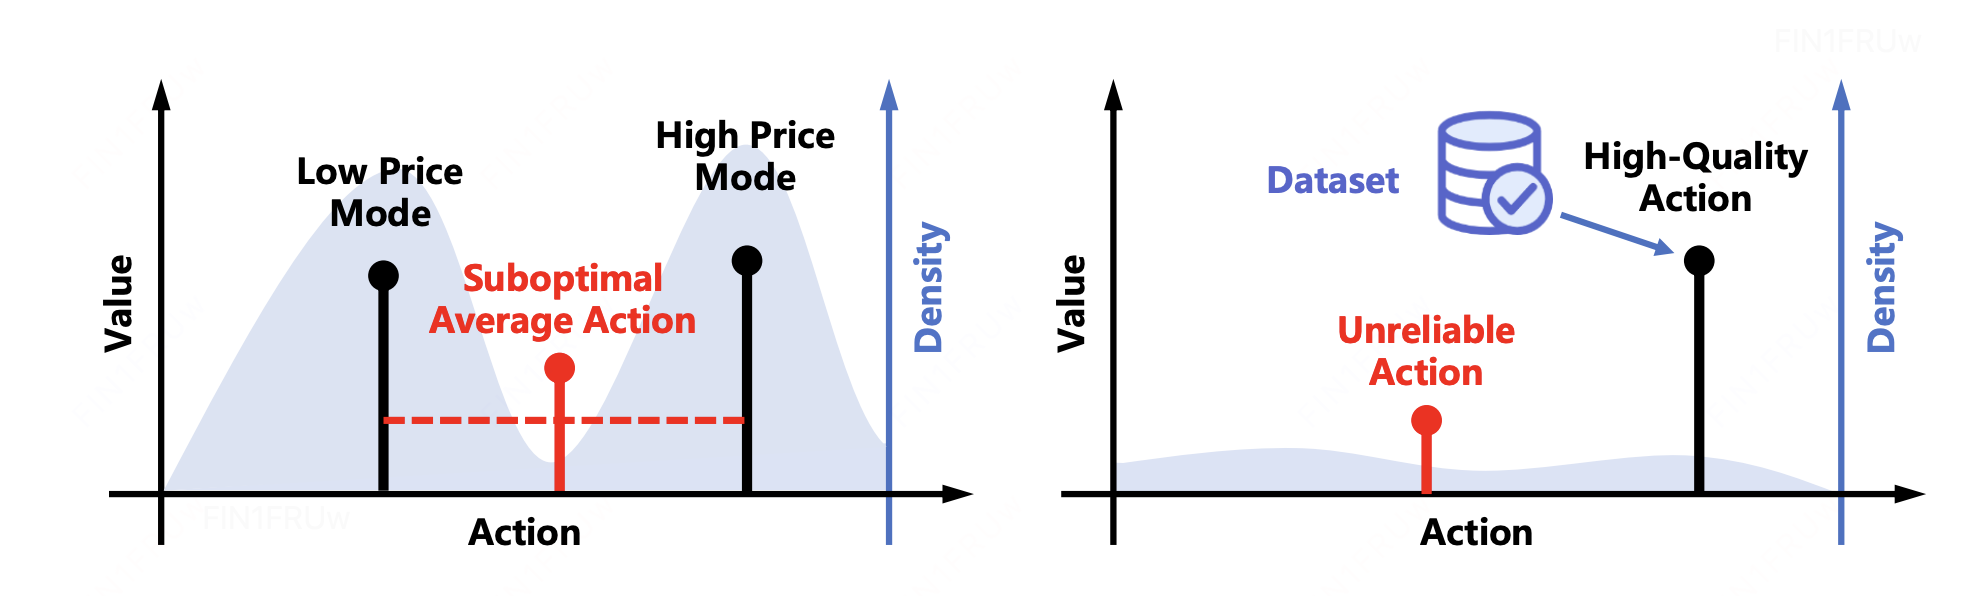 FIN1FRUw
Low Price
Mode
High Price
Mode
Suboptimal
Average Action
Value
Density
Action
FIN1FRUw
Dataset
High-Quality
Action
Unreliable
Action
Value
Density
Action